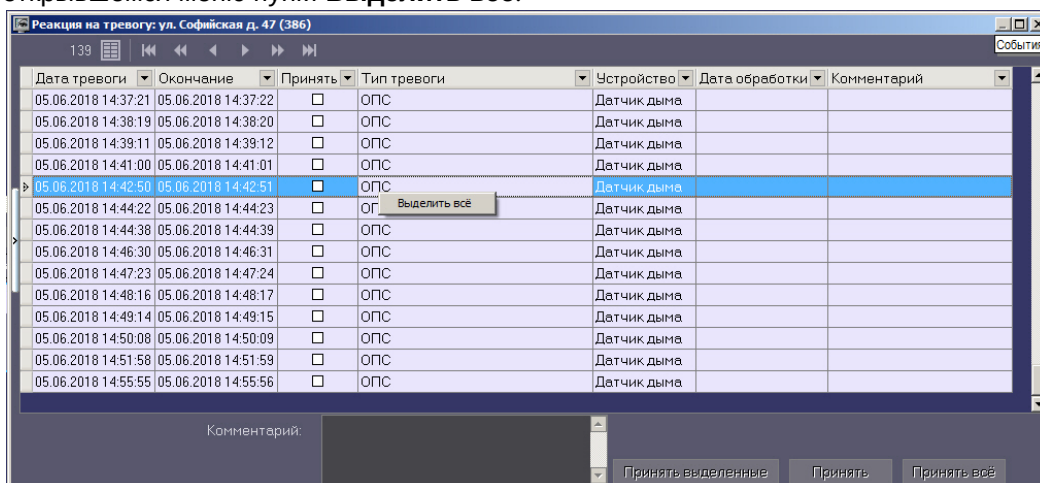 открывшемся меню пункт Выделить всё.
Реакция на тревогу: ул. Софийская д. 47 (386)
События
139
Дата тревоги Окончание Принять Тип тревоги Устройство Дата обработки Комментарий
05.06.2018 14:37:21 05.06.2018 14:37:22 ОПС Датчик дыма
05.06.2018 14:38:19 05.06.2018 14:38:20 ОПС Датчик дыма
05.06.2018 14:39:11 05.06.2018 14:39:12 ОПС Датчик дыма
05.06.2018 14:41:00 05.06.2018 14:41:01 ОПС Датчик дыма
05.06.2018 14:42:50 05.06.2018 14:42:51 ОПС Датчик дыма
Выделить всё
05.06.2018 14:44:22 05.06.2018 14:44:23 Датчик дыма
05.06.2018 14:44:38 05.06.2018 14:44:39 ОПС Датчик дыма
05.06.2018 14:46:30 05.06.2018 14:46:31 ОПС Датчик дыма
05.06.2018 14:47:23 05.06.2018 14:47:24 ОПС Датчик дыма
05.06.2018 14:48:16 05.06.2018 14:48:17 ОПС Датчик дыма
05.06.2018 14:49:14 05.06.2018 14:49:15 ОПС Датчик дыма
05.06.2018 14:50:08 05.06.2018 14:50:09 ОПС Датчик дыма
05.06.2018 14:51:58 05.06.2018 14:51:59 ОПС Датчик дыма
05.06.2018 14:55:55 05.06.2018 14:55:56 ОПС Датчик дыма
Комментарий:
Принять выделенные Принять Принять всё